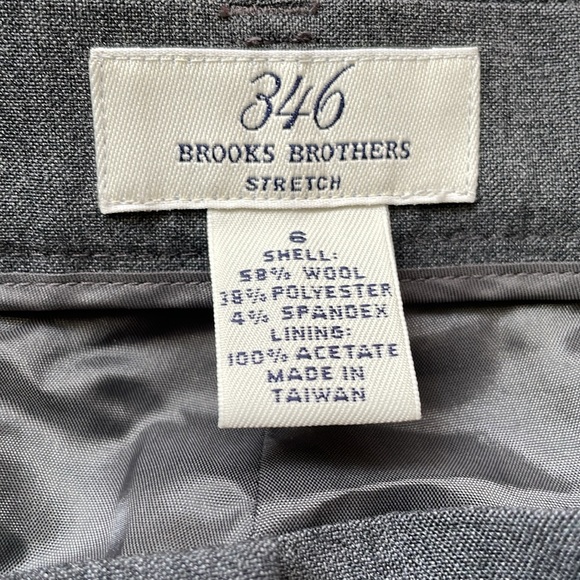 346
BROOKS BROTHERS
STRETCH
6
SHELL:
58% WOOL
38% POLYESTER
4% SPANDEX
LINING:
100% ACETATE
MADE IN
TAIWAN